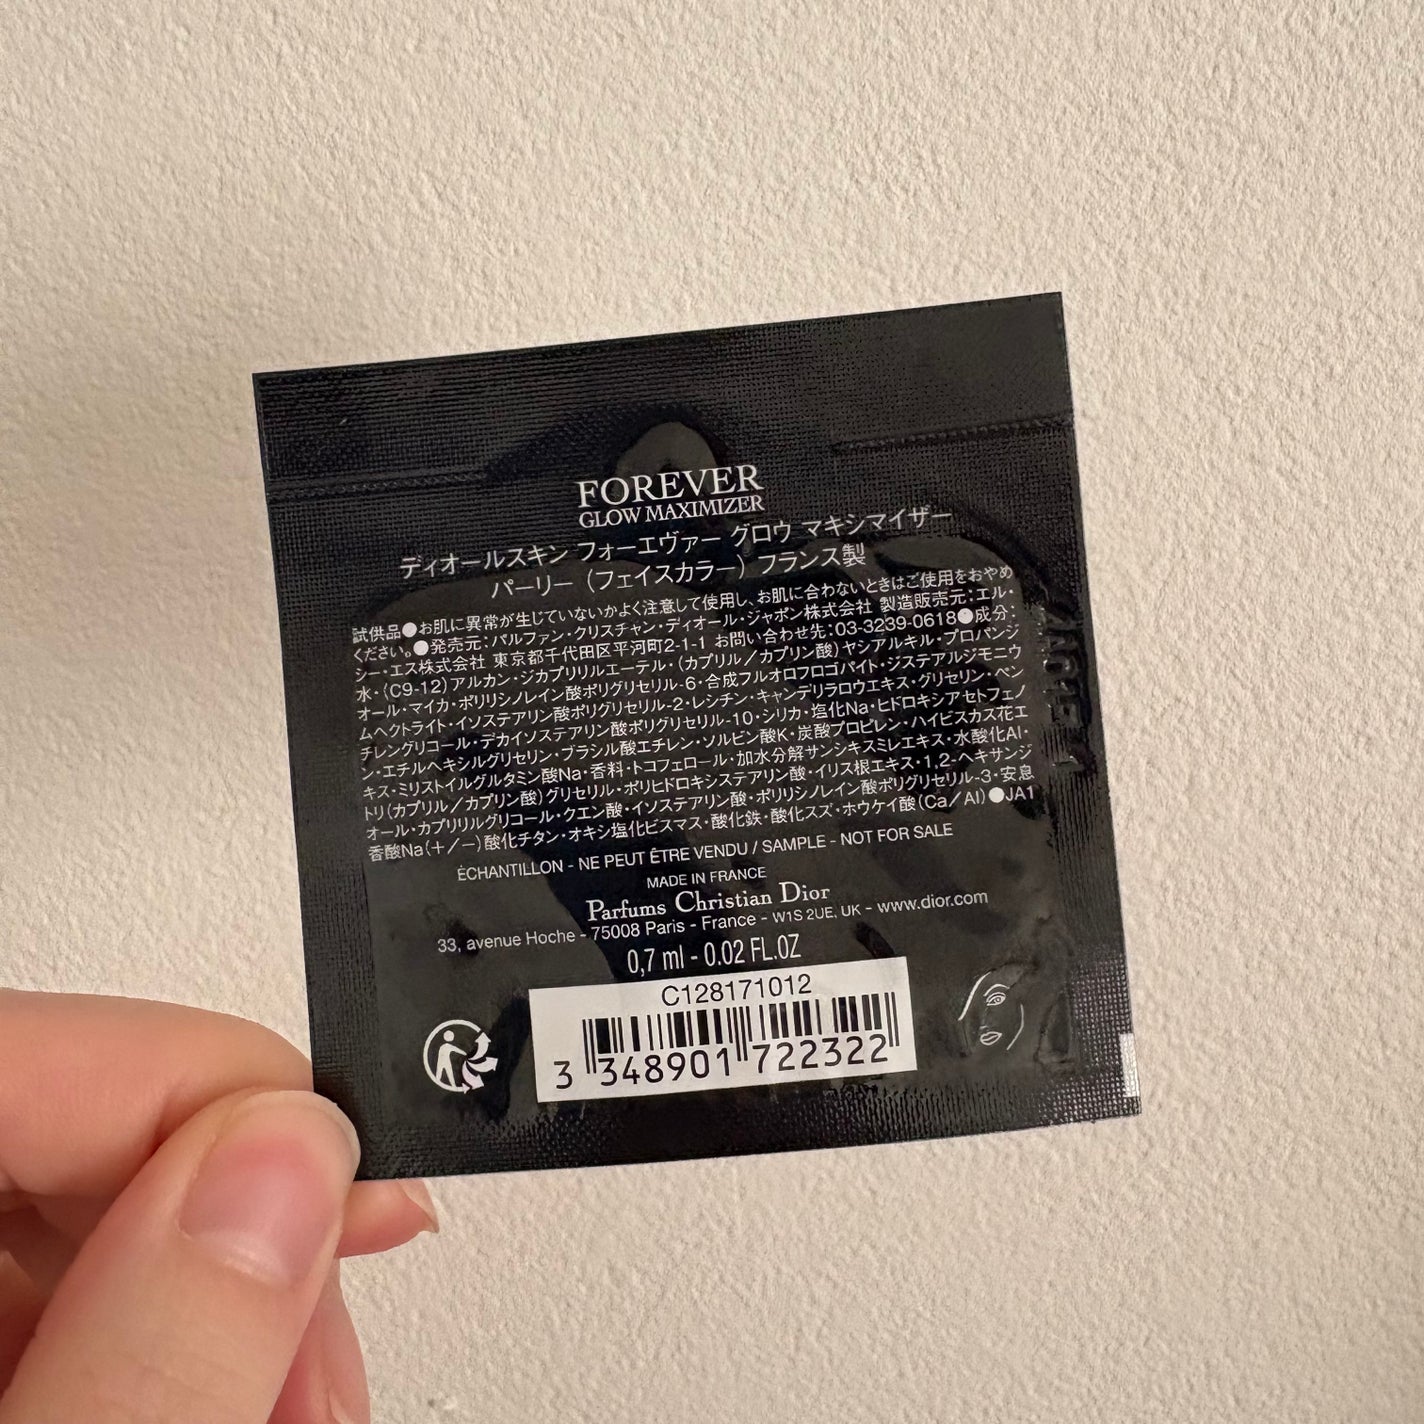 FOREVER
GLOW MAXIMIZER
ディオールスキン フォーエヴァー グロウ マキシマイザー
パーリー（フェイスカラー）フランス製
試供品●お肌に異常が生じていないかよく注意して使用し、お肌に合わないときはご使用をおやめ
ください。●発売元：パルファン・クリスチャン・ディオール・ジャポン株式会社 製造販売元：エル・
シー・エス株式会社 東京都千代田区平河町2-1-1 お問い合わせ先：03-3239-0618●成分：
水・(C9-12)アルカン・ジカプリリルエーテル・(カプリル／カプリン酸)ヤシアルキル・プロパンジ
オール・マイカ・ポリリシノレイン酸ポリグリセリル-6・合成フルオロフロゴパイト・ジステアルジモニウ
ムヘクトライト・イソステアリン酸ポリグリセリル-2・レシチン・キャンデリラロウエキス・グリセリン・ペン
チレングリコール・デカイソステアリン酸ポリグリセリル-10・シリカ・塩化Na・ヒドロキシアセトフェノ
ン・エチルヘキシルグリセリン・ブラシル酸エチレン・ソルビン酸K・炭酸プロピレン・ハイビスカス花エ
キス・ミリストイルグルタミン酸Na・香料・トコフェロール・加水分解サンシキスミレエキス・水酸化Al・
トリ(カプリル／カプリン酸)グリセリル・ポリヒドロキシステアリン酸・イリス根エキス・1,2-ヘキサンジ
オール・カプリリルグリコール・クエン酸・イソステアリン酸・ポリリシノレイン酸ポリグリセリル-3・安息
香酸Na(＋／－)酸化チタン・オキシ塩化ビスマス・酸化鉄・酸化スズ・ホウケイ酸(Ca／Al)●JA1
ÉCHANTILLON - NE PEUT ÊTRE VENDU / SAMPLE - NOT FOR SALE
MADE IN FRANCE
Parfums Christian Dior
33, avenue Hoche - 75008 Paris - France - W1S 2UE, UK - www.dior.com
0,7 ml - 0.02 FL.OZ
C128171012
3 348901 722322